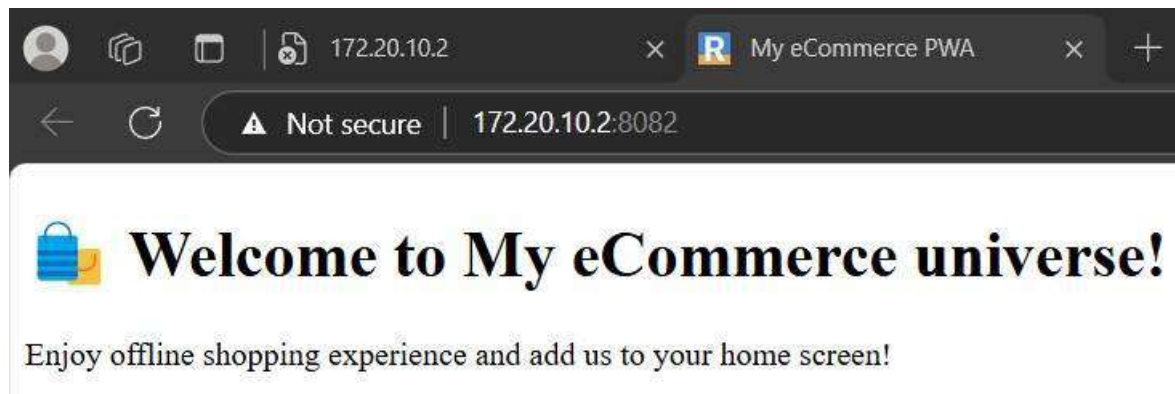 172.20.10.2
R My eCommerce PWA
Not secure | 172.20.10.2:8082
Welcome to My eCommerce universe!
Enjoy offline shopping experience and add us to your home screen!